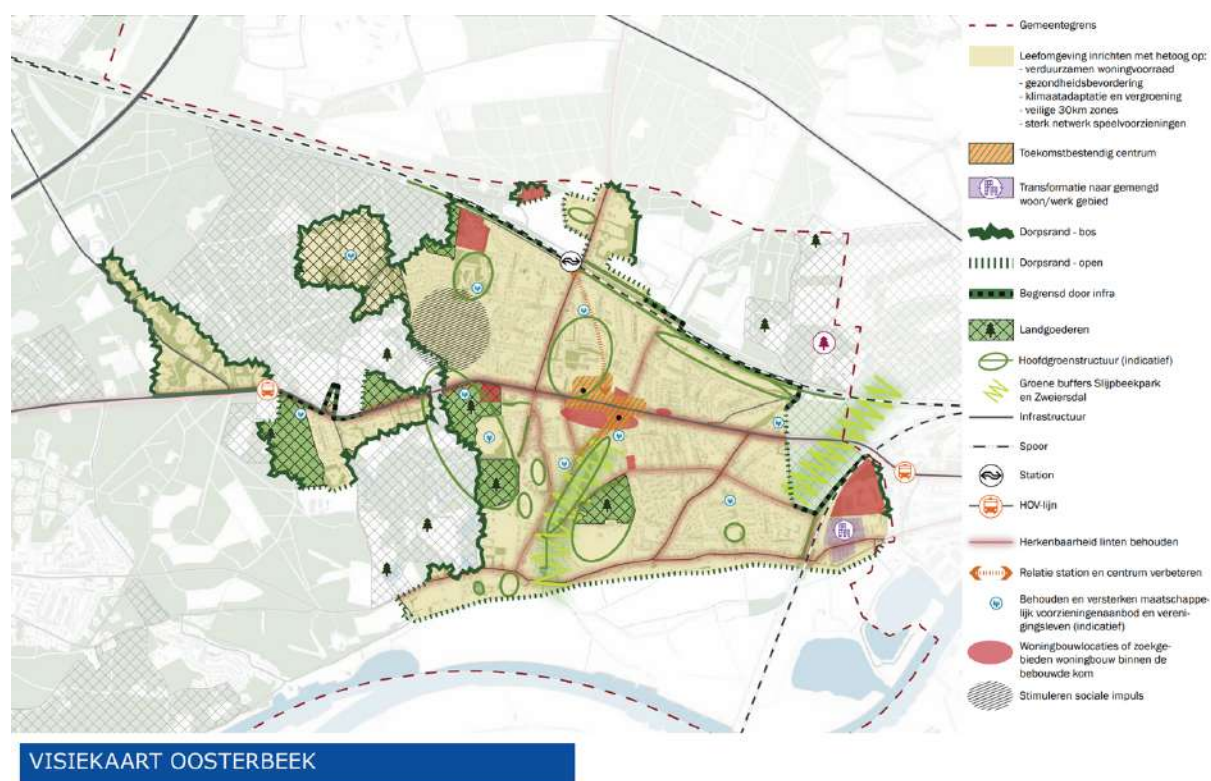 Gemeentegrens
Leefomgeving inrichten met hetoog op:
- verduurzamen woningvoorraad
- gezondheidsbevordering
- klimaatadaptatie en vergroening
- veilige 30km zones
- sterk netwerk speelvoorzieningen
Toekomstbestendig centrum
Transformatie naar gemengd
woon/werk gebied
Dorpsrand - bos
Dorpsrand - open
Begrensd door infra
Landgoederen
Hoofdgroenstructuur (indicatief)
Groene buffers Slijpbeekpark
en Zweiersdal
Infrastructuur
Spoor
Station
HOV-lijn
Herkenbaarheid linten behouden
Relatie station en centrum verbeteren
Behouden en versterken maatschappe-
lijk voorzieningenaanbod en vereni-
gingsleven (indicatief)
Woningbouwlocaties of zoekge-
bieden woningbouw binnen de
bebouwde kom
Stimuleren sociale impuls
VISIEKAART OOSTERBEEK